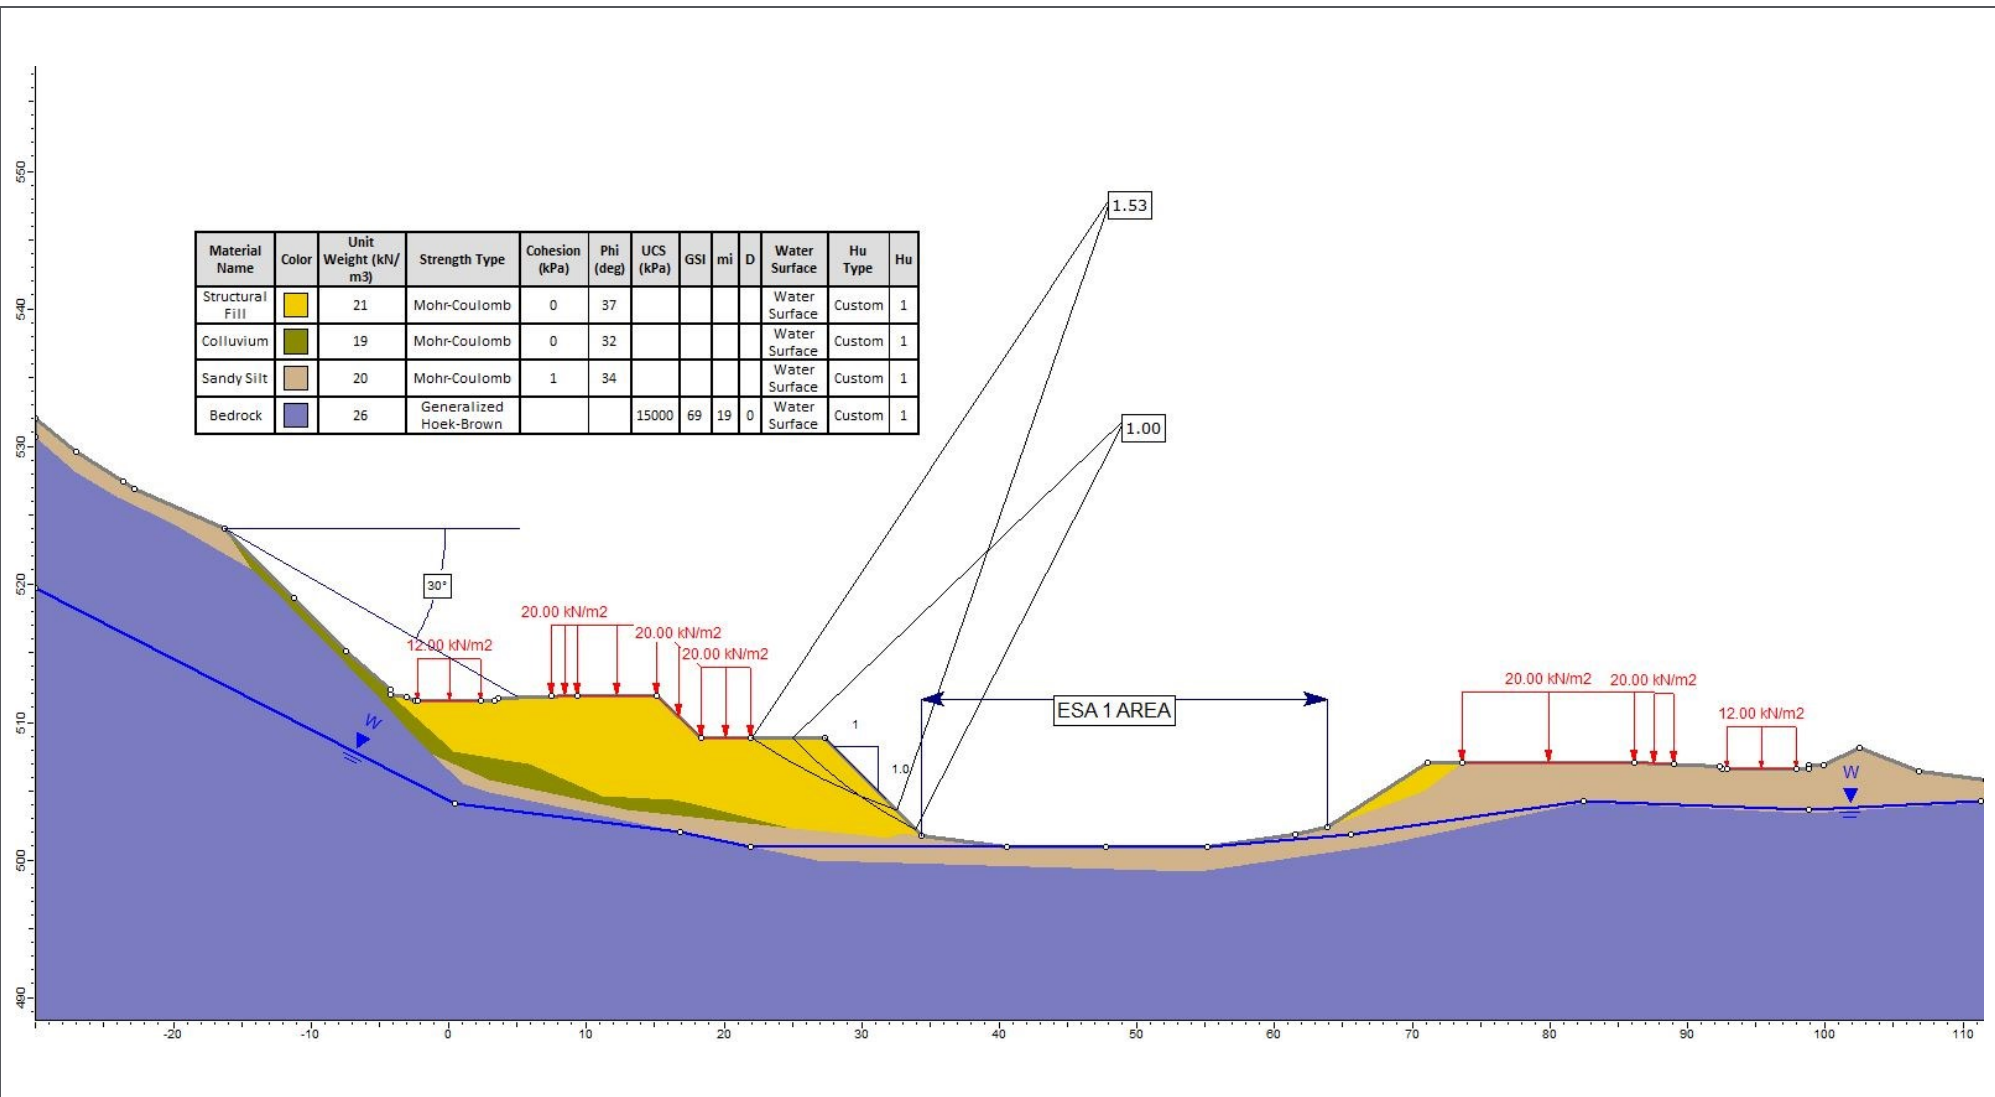 1.53
Material Name Color Unit Weight (kN/ m3) Strength Type Cohesion (kPa) Phi (deg) UCS (kPa) GSI mi D Water Surface Hu Type Hu
Structural Fill 21 Mohr-Coulomb 0 37 Water Surface Custom 1
Colluvium 19 Mohr-Coulomb 0 32 Water Surface Custom 1
Sandy Silt 20 Mohr-Coulomb 1 34 Water Surface Custom 1
Bedrock 26 Generalized Hoek-Brown 15000 69 19 0 Water Surface Custom 1
1.00
30°
12.00 kN/m2
20.00 kN/m2
20.00 kN/m2
20.00 kN/m2
1
1.0
ESA 1 AREA
20.00 kN/m2
20.00 kN/m2
12.00 kN/m2
W
W
550
540
530
520
510
500
490
-20 -10 0 10 20 30 40 50 60 70 80 90 100 110